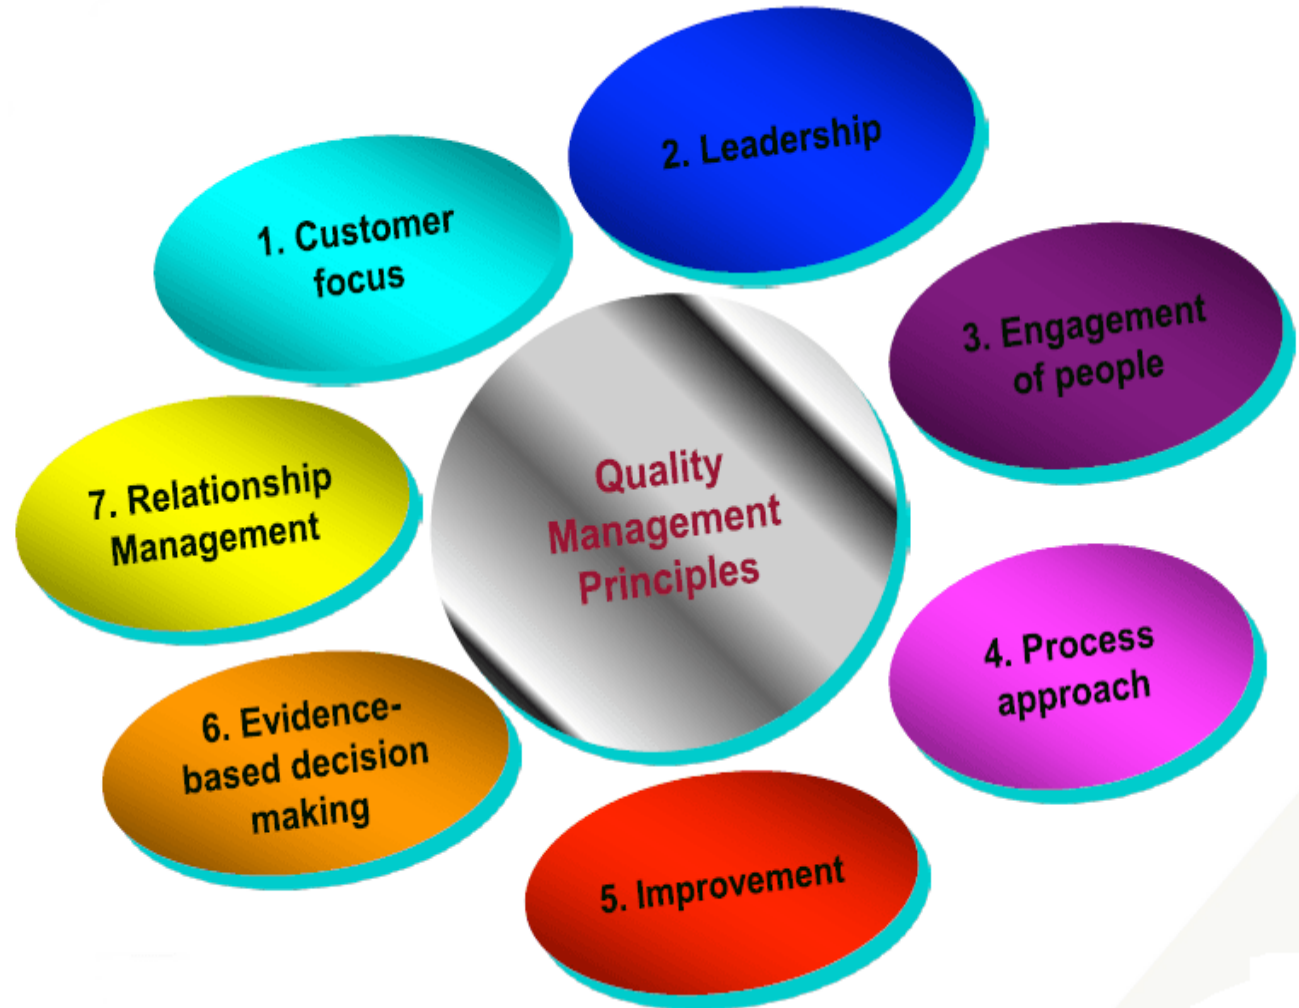 2. Leadership
1. Customer
focus
3. Engagement
of people
Quality
Management
Principles
7. Relationship
Management
4. Process
approach
6. Evidence-
based decision
making
5. Improvement